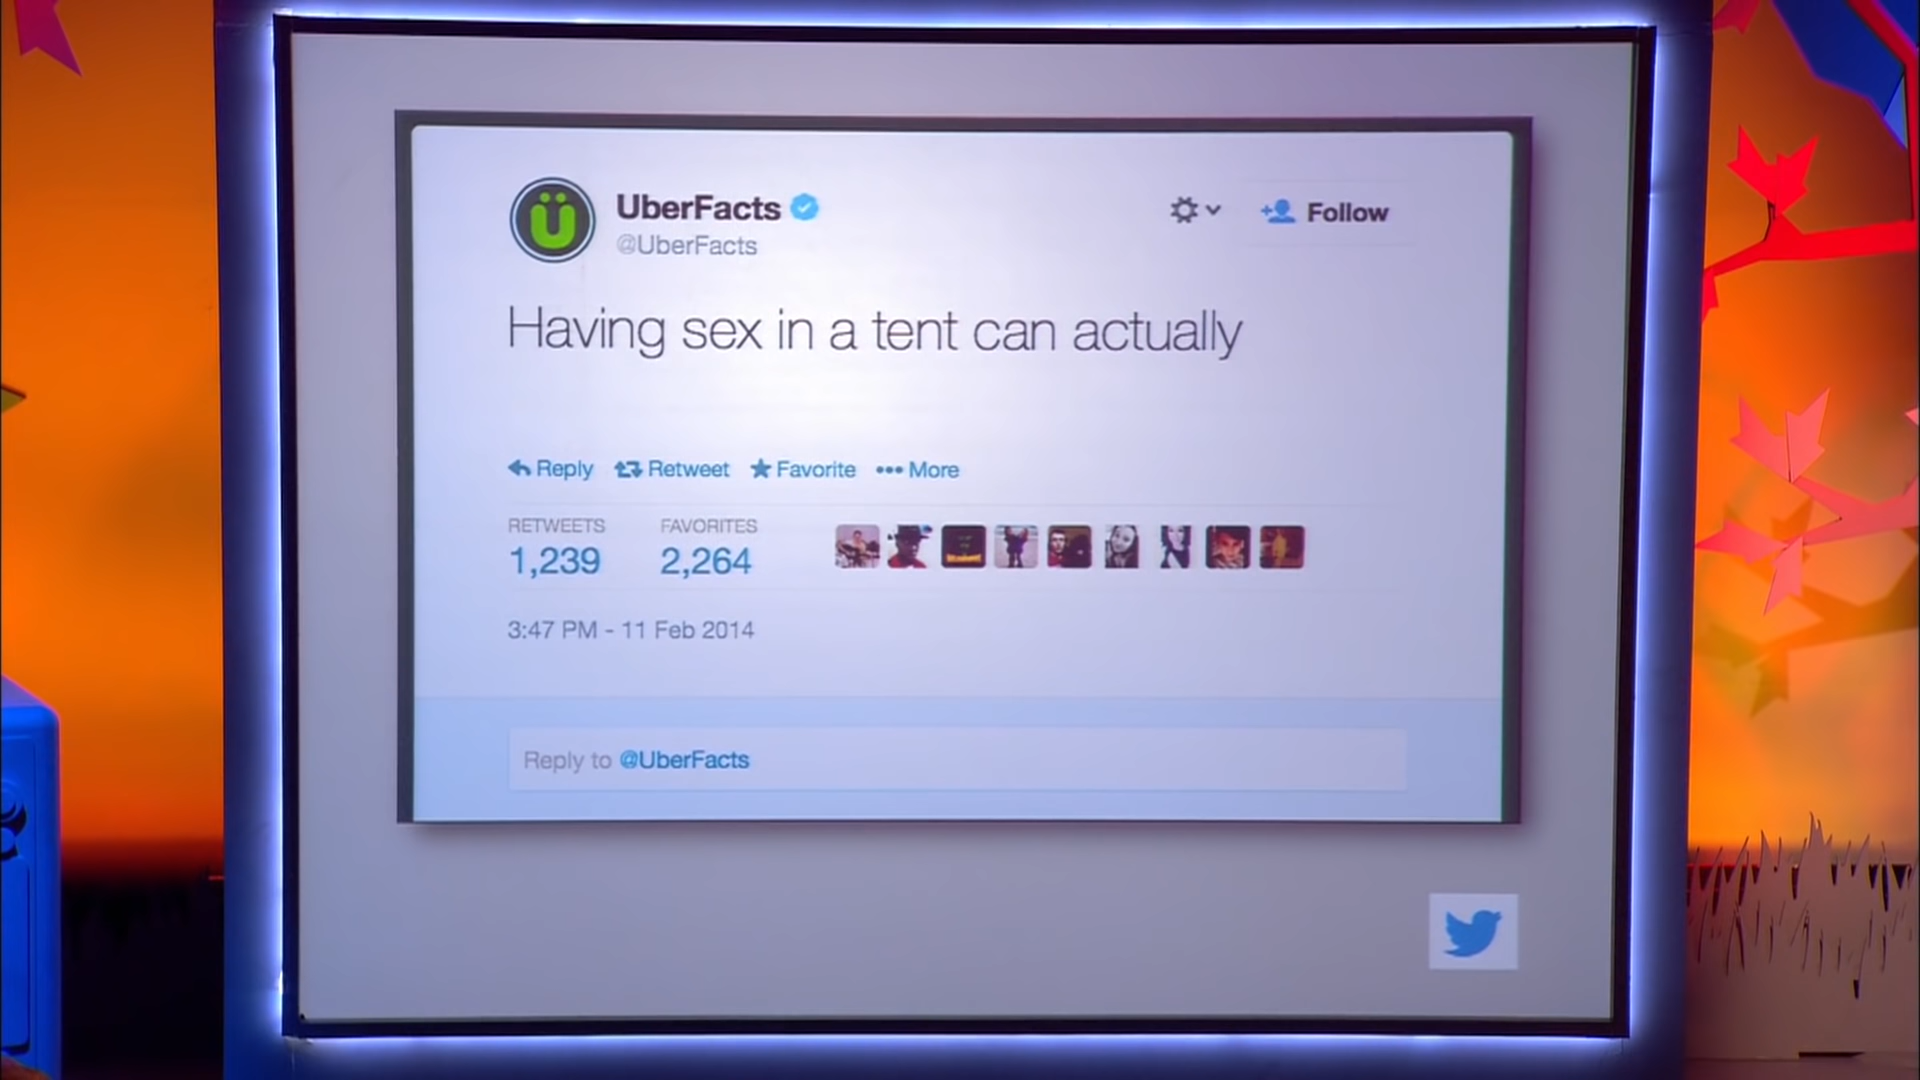 UberFacts
@UberFacts
Follow
Having sex in a tent can actually
Reply Retweet Favorite More
RETWEETS FAVORITES
1,239 2,264
3:47 PM - 11 Feb 2014
Reply to @UberFacts